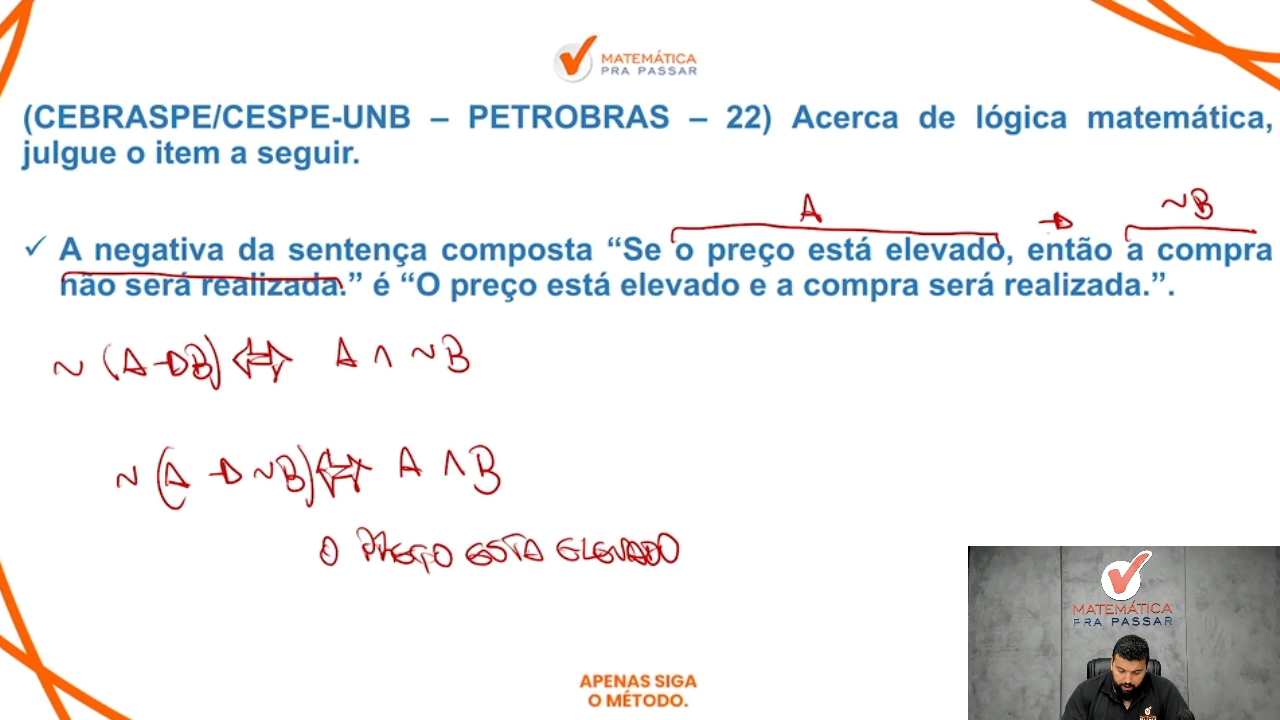 MATEMÁTICA
PRA PASSAR
(CEBRASPE/CESPE-UNB – PETROBRAS – 22) Acerca de lógica matemática,
julgue o item a seguir.
A → ~B
✓ A negativa da sentença composta “Se o preço está elevado, então a compra
não será realizada.” é “O preço está elevado e a compra será realizada.”.
~ (A → B) ⇔ A ∧ ~B
~ (A → ~B) ⇔ A ∧ B
O PREÇO ESTA ELEVADO
MATEMÁTICA
PRA PASSAR
APENAS SIGA
O MÉTODO.